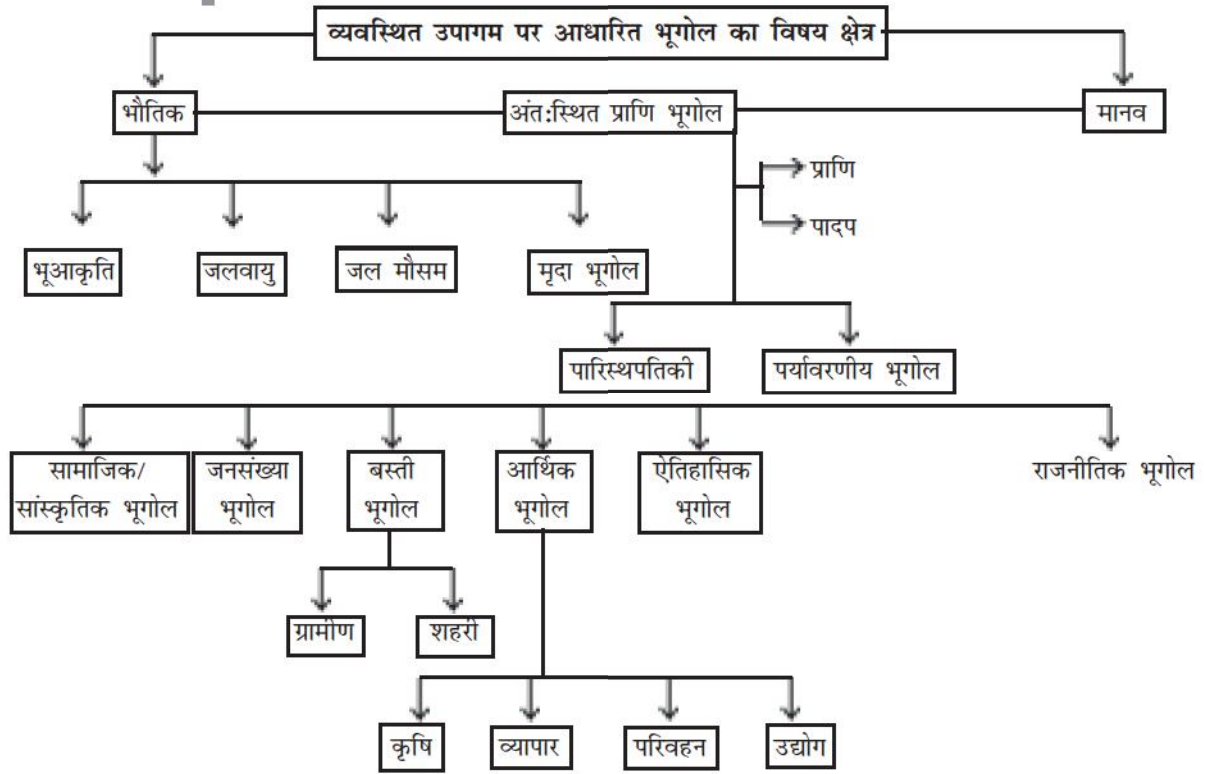 व्यवस्थित उपागम पर आधारित भूगोल का विषय क्षेत्र
भौतिक
अंत:स्थित प्राणि भूगोल
मानव
प्राणि
पादप
भूआकृति
जलवायु
जल मौसम
मृदा भूगोल
पारिस्थपतिकी
पर्यावरणीय भूगोल
सामाजिक/
सांस्कृतिक भूगोल
जनसंख्या
भूगोल
बस्ती
भूगोल
आर्थिक
भूगोल
ऐतिहासिक
भूगोल
राजनीतिक भूगोल
ग्रामीण
शहरी
कृषि
व्यापार
परिवहन
उद्योग